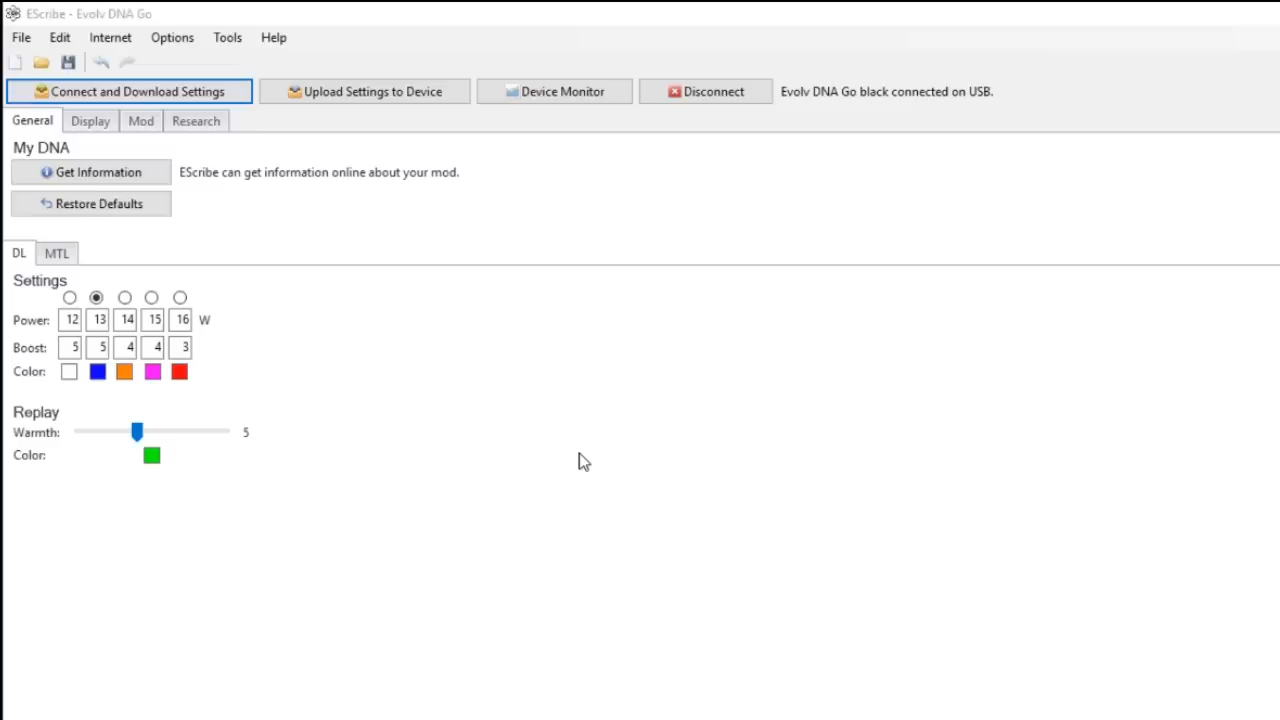 EScribe - Evolv DNA Go
File Edit Internet Options Tools Help
Connect and Download Settings Upload Settings to Device Device Monitor Disconnect Evolv DNA Go black connected on USB.
General Display Mod Research
My DNA
Get Information EScribe can get information online about your mod.
Restore Defaults
DL MTL
Settings
Power: 12 13 14 15 16 W
Boost: 5 5 4 4 3
Color:
Replay
Warmth: 5
Color: